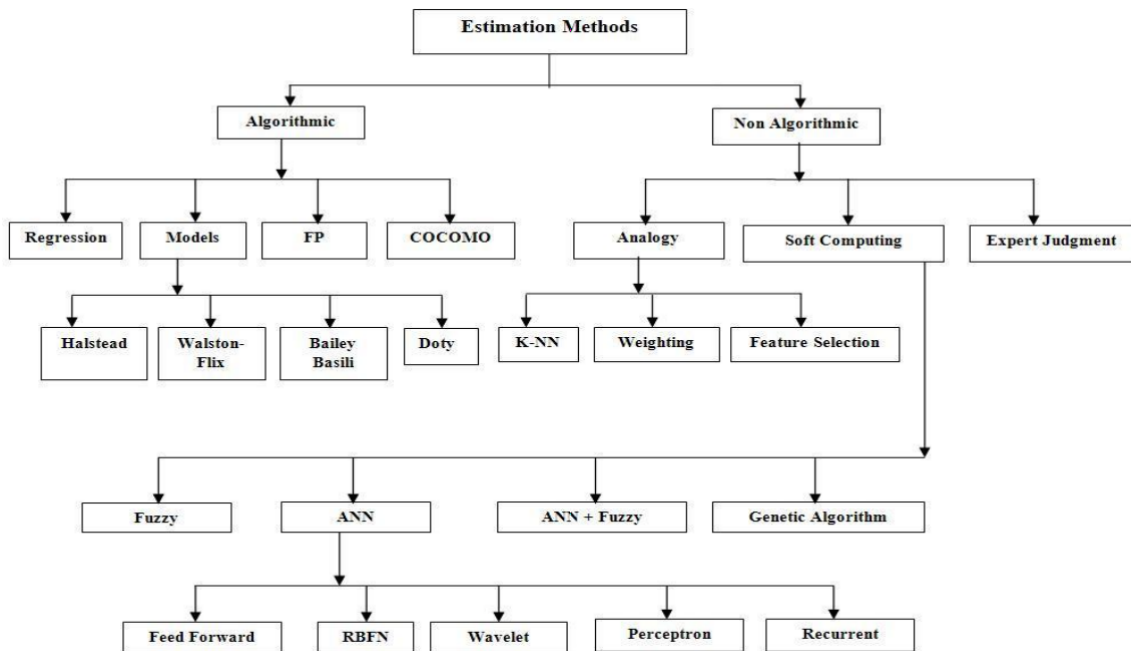 Estimation Methods
Algorithmic
Non Algorithmic
Regression
Models
FP
COCOMO
Analogy
Soft Computing
Expert Judgment
Halstead
Walston-
Flix
Bailey
Basili
Doty
K-NN
Weighting
Feature Selection
Fuzzy
ANN
ANN + Fuzzy
Genetic Algorithm
Feed Forward
RBFN
Wavelet
Perceptron
Recurrent